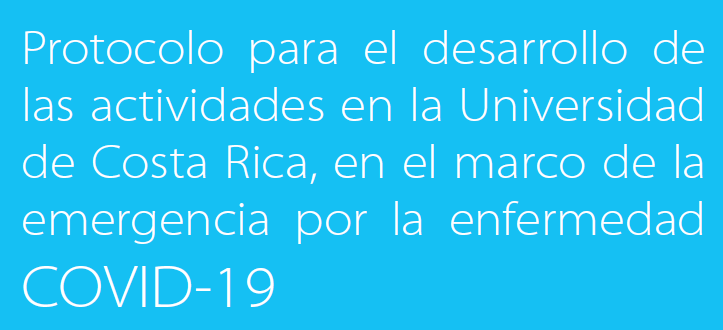 Protocolo para el desarrollo de
las actividades en la Universidad
de Costa Rica, en el marco de la
emergencia por la enfermedad
COVID-19